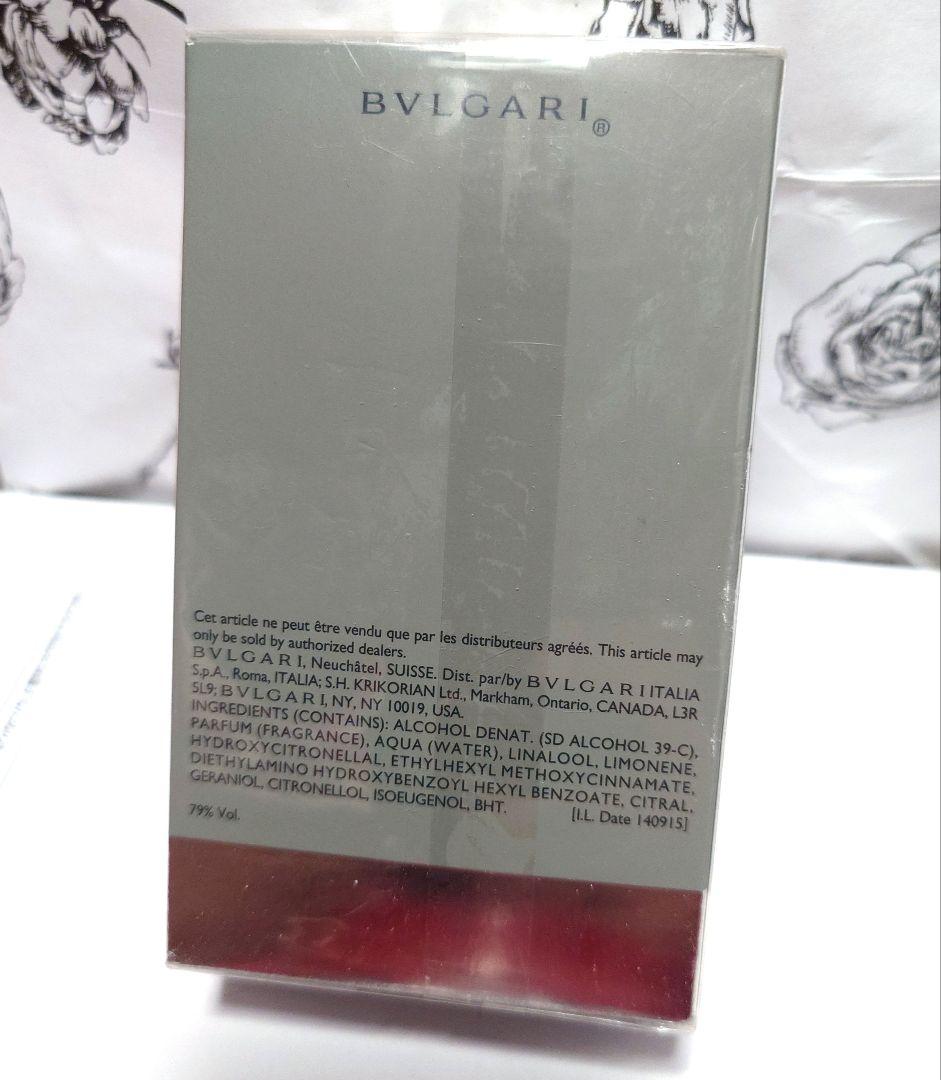 BVLGARI®
Cet article ne peut être vendu que par les distributeurs agréés. This article may
only be sold by authorized dealers.
BVLGARI, Neuchâtel, SUISSE. Dist. par/by BVLGARI ITALIA
S.p.A., Roma, ITALIA; S.H. KRIKORIAN Ltd., Markham, Ontario, CANADA, L3R
5L9; BVLGARI, NY, NY 10019, USA.
INGREDIENTS (CONTAINS): ALCOHOL DENAT. (SD ALCOHOL 39-C),
PARFUM (FRAGRANCE), AQUA (WATER), LINALOOL, LIMONENE,
HYDROXYCITRONELLAL, ETHYLHEXYL METHOXYCINNAMATE,
DIETHYLAMINO HYDROXYBENZOYL HEXYL BENZOATE, CITRAL,
GERANIOL, CITRONELLOL, ISOEUGENOL, BHT.
79% Vol. [I.L. Date 140915]